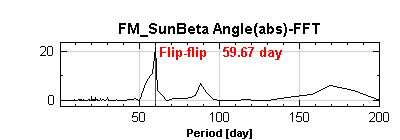 FM_SunBeta Angle(abs)-FFT
20
Flip-flip 59.67 day
0
50 100 150 200
Period [day]